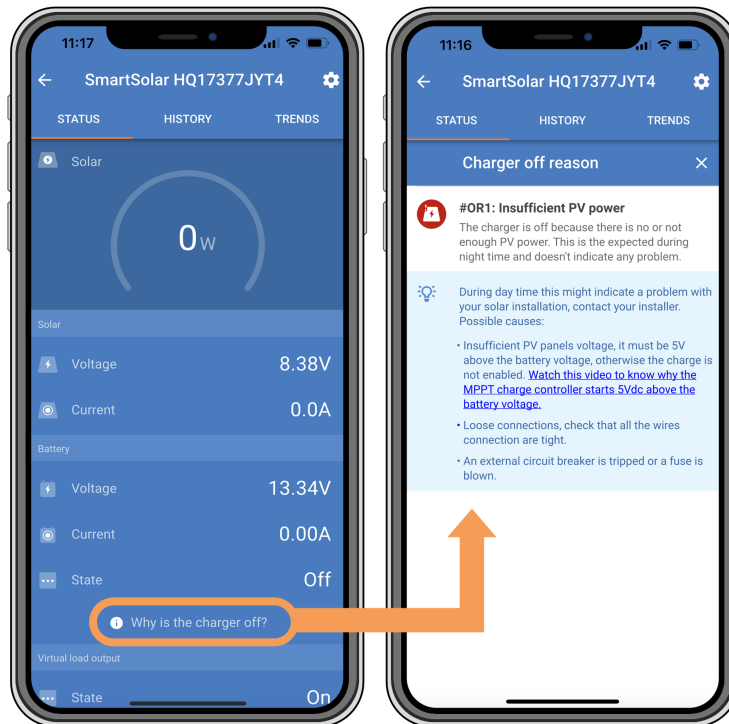 11:17
SmartSolar HQ17377JYT4
STATUS
HISTORY
TRENDS
Solar
0W
Solar
Voltage
8.38V
Current
0.0A
Battery
Voltage
13.34V
Current
0.00A
State
Off
Why is the charger off?
Virtual load output
State
On
11:16
SmartSolar HQ17377JYT4
STATUS
HISTORY
TRENDS
Charger off reason
#OR1: Insufficient PV power
The charger is off because there is no or not
enough PV power. This is the expected during
night time and doesn't indicate any problem.
During day time this might indicate a problem with
your solar installation, contact your installer.
Possible causes:
• Insufficient PV panels voltage, it must be 5V
above the battery voltage, otherwise the charge is
not enabled. Watch this video to know why the
MPPT charge controller starts 5Vdc above the
battery voltage.
• Loose connections, check that all the wires
connection are tight.
• An external circuit breaker is tripped or a fuse is
blown.